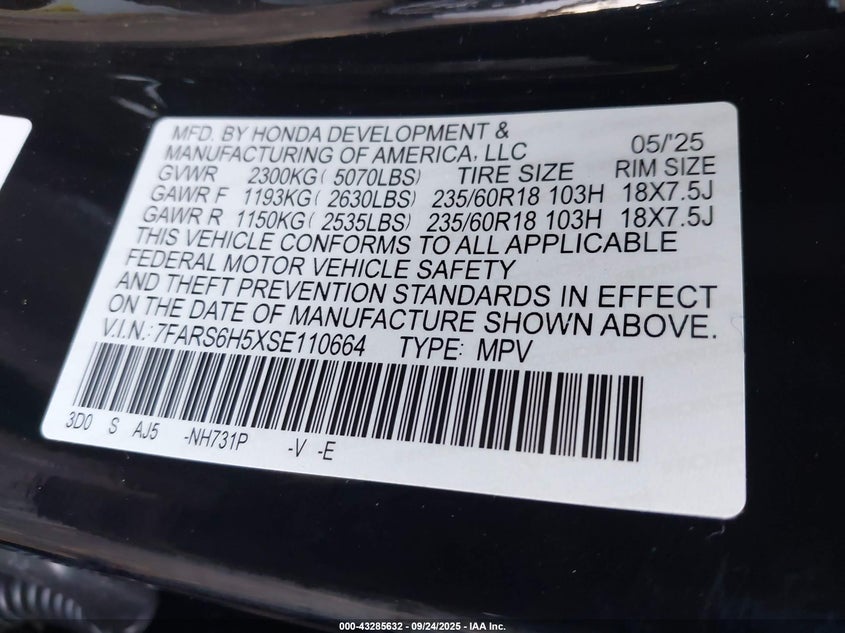 MFD. BY HONDA DEVELOPMENT &
MANUFACTURING OF AMERICA, LLC 05/'25
GVWR 2300KG ( 5070LBS) TIRE SIZE RIM SIZE
GAWR F 1193KG ( 2630LBS) 235/60R18 103H 18X7.5J
GAWR R 1150KG ( 2535LBS) 235/60R18 103H 18X7.5J
THIS VEHICLE CONFORMS TO ALL APPLICABLE
FEDERAL MOTOR VEHICLE SAFETY
AND THEFT PREVENTION STANDARDS IN EFFECT
ON THE DATE OF MANUFACTURE SHOWN ABOVE.
V.I.N.: 7FARS6H5XSE110664 TYPE: MPV
3D0 S AJ5 -NH731P -V -E
000-43285632 - 09/24/2025 - IAA Inc.